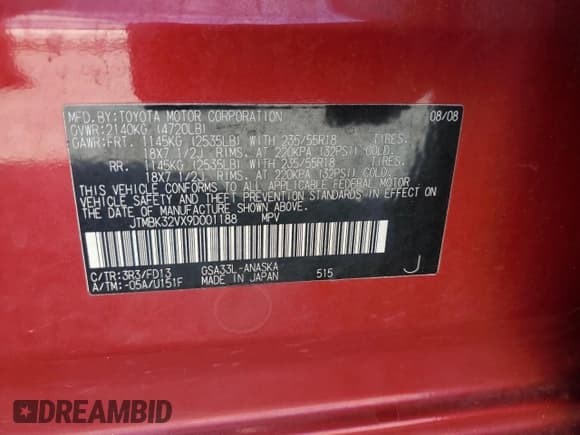 MFD. BY: TOYOTA MOTOR CORPORATION 08/08
GVWR: 2140KG (4720LB)
GAWR: FRT. 1145KG (2535LB) WITH 235/55R18 TIRES.
18X7 1/2J RIMS. AT 220KPA (32PSI) COLD.
RR. 1145KG (2535LB) WITH 235/55R18 TIRES.
18X7 1/2J RIMS. AT 220KPA (32PSI) COLD.
THIS VEHICLE CONFORMS TO ALL APPLICABLE FEDERAL MOTOR
VEHICLE SAFETY AND THEFT PREVENTION STANDARDS IN EFFECT
ON THE DATE OF MANUFACTURE SHOWN ABOVE.
JTMBK32VX9D001188 MPV
C/TR: 3R3/FD13 GSA33L-ANASKA 515 J
A/TM: -05A/U151F MADE IN JAPAN
DREAMBID